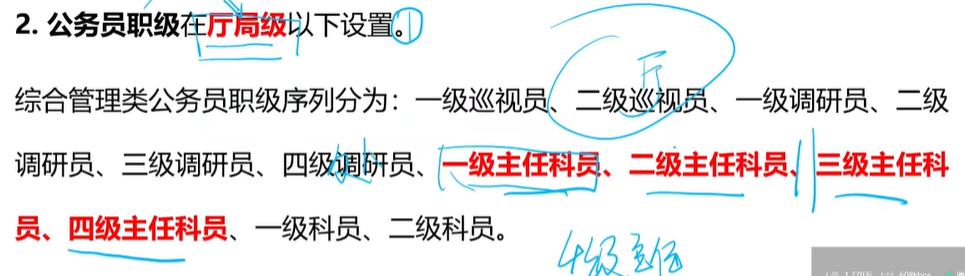 2. 公务员职级在厅局级以下设置。1
厅
综合管理类公务员职级序列分为：一级巡视员、二级巡视员、一级调研员、二级
调研员、三级调研员、四级调研员、一级主任科员、二级主任科员、三级主任科
处
员、四级主任科员、一级科员、二级科员。
4级主任